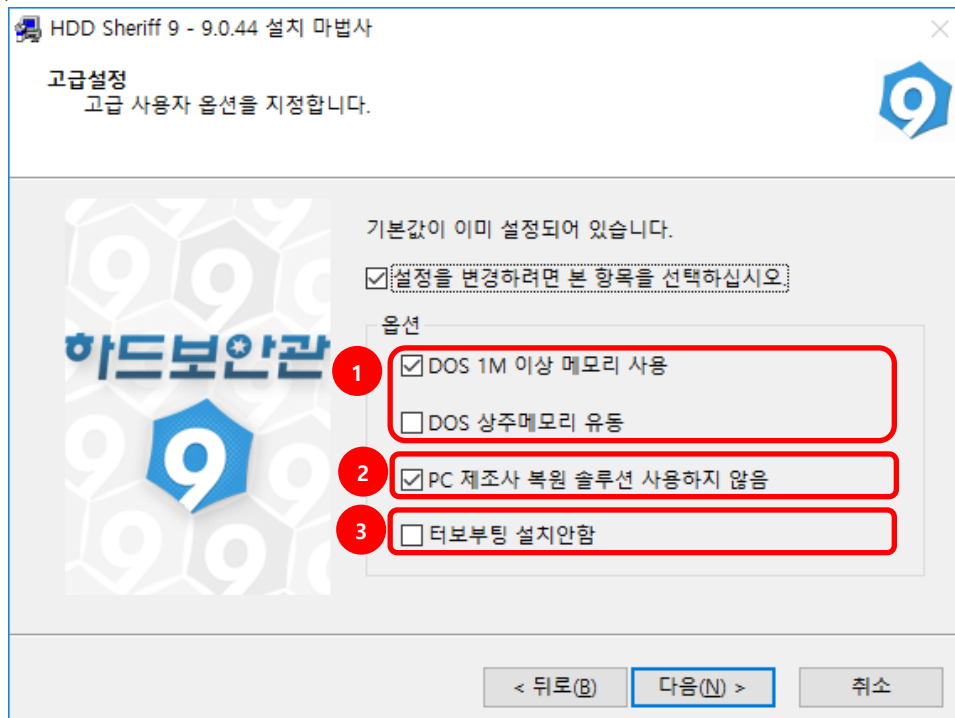 HDD Sheriff 9 - 9.0.44 설치 마법사
고급설정
고급 사용자 옵션을 지정합니다.
9
기본값이 이미 설정되어 있습니다.
설정을 변경하려면 본 항목을 선택하십시오.
옵션
하드보안관
9
1
DOS 1M 이상 메모리 사용
DOS 상주메모리 유동
2
PC 제조사 복원 솔루션 사용하지 않음
3
터보부팅 설치안함
< 뒤로(B)
다음(N) >
취소